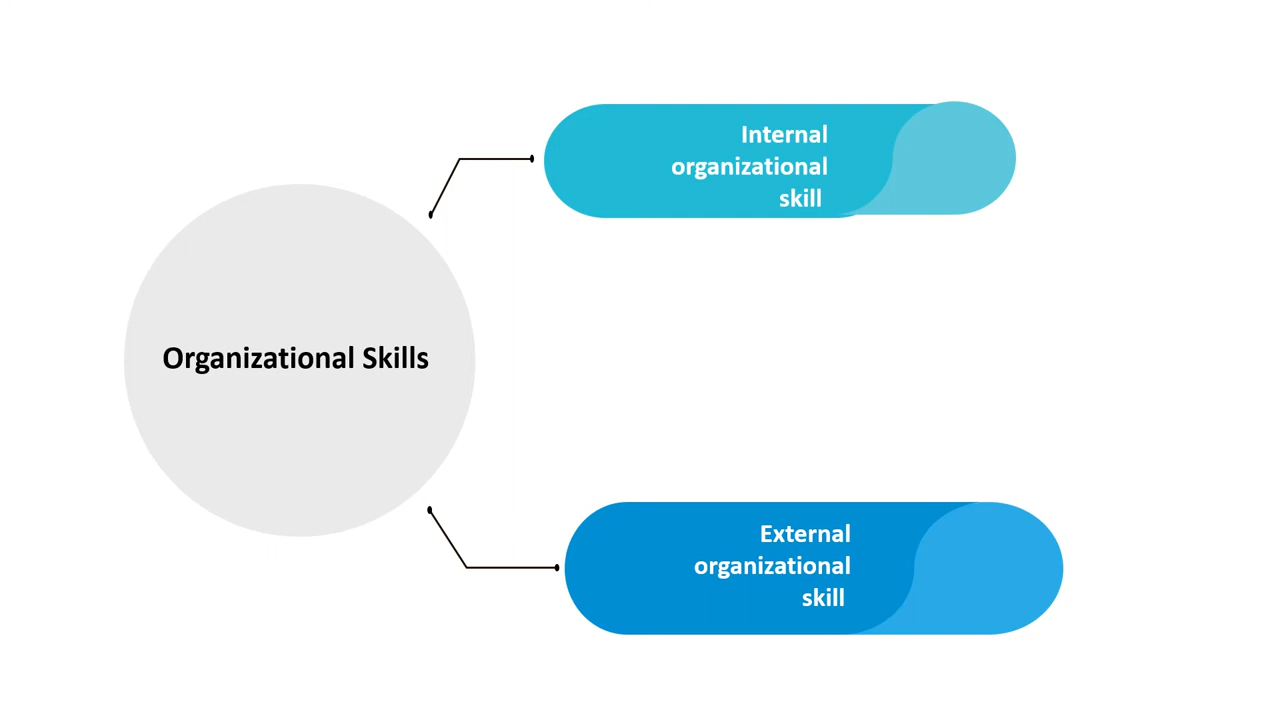 Internal
organizational
skill
Organizational Skills
External
organizational
skill